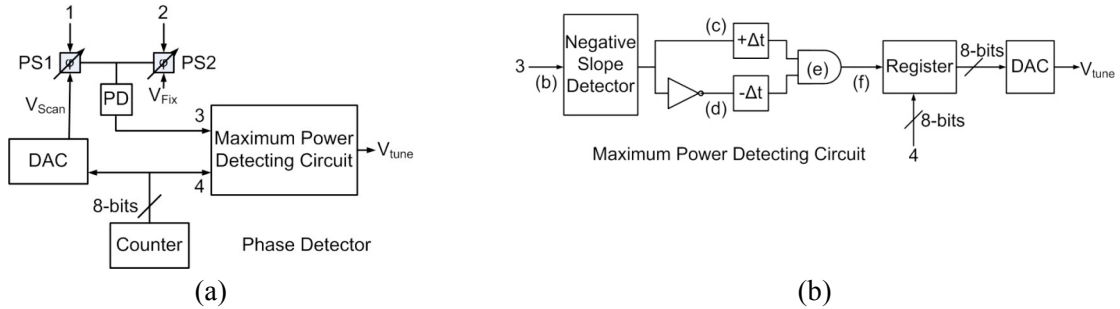 1 2
PS1 φ φ PS2
V_Scan PD V_Fix
3
DAC Maximum Power Detecting Circuit V_tune
4
8-bits
Counter Phase Detector
(a)
3 (b) Negative Slope Detector (c) +Δt (d) -Δt (e) (f) Register 8-bits DAC V_tune
8-bits
4
Maximum Power Detecting Circuit
(b)